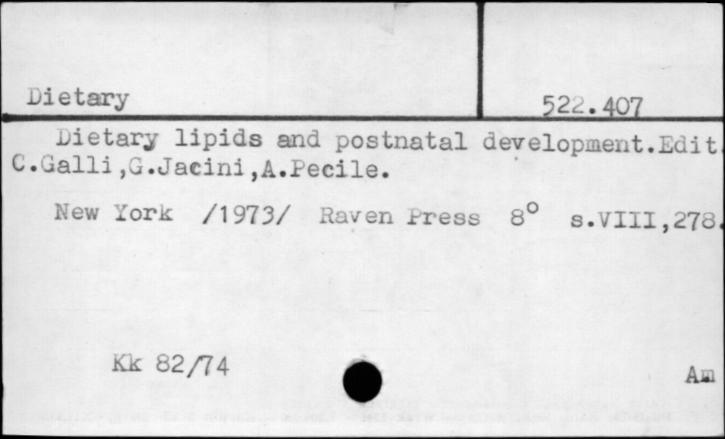 Dietary
522.407
Dietary lipids and postnatal development.Edit.
C.Galli,G.Jacini,A.Pecile.
New York /1973/ Raven Press 8° s.VIII,278.
Kk 82/74
Am